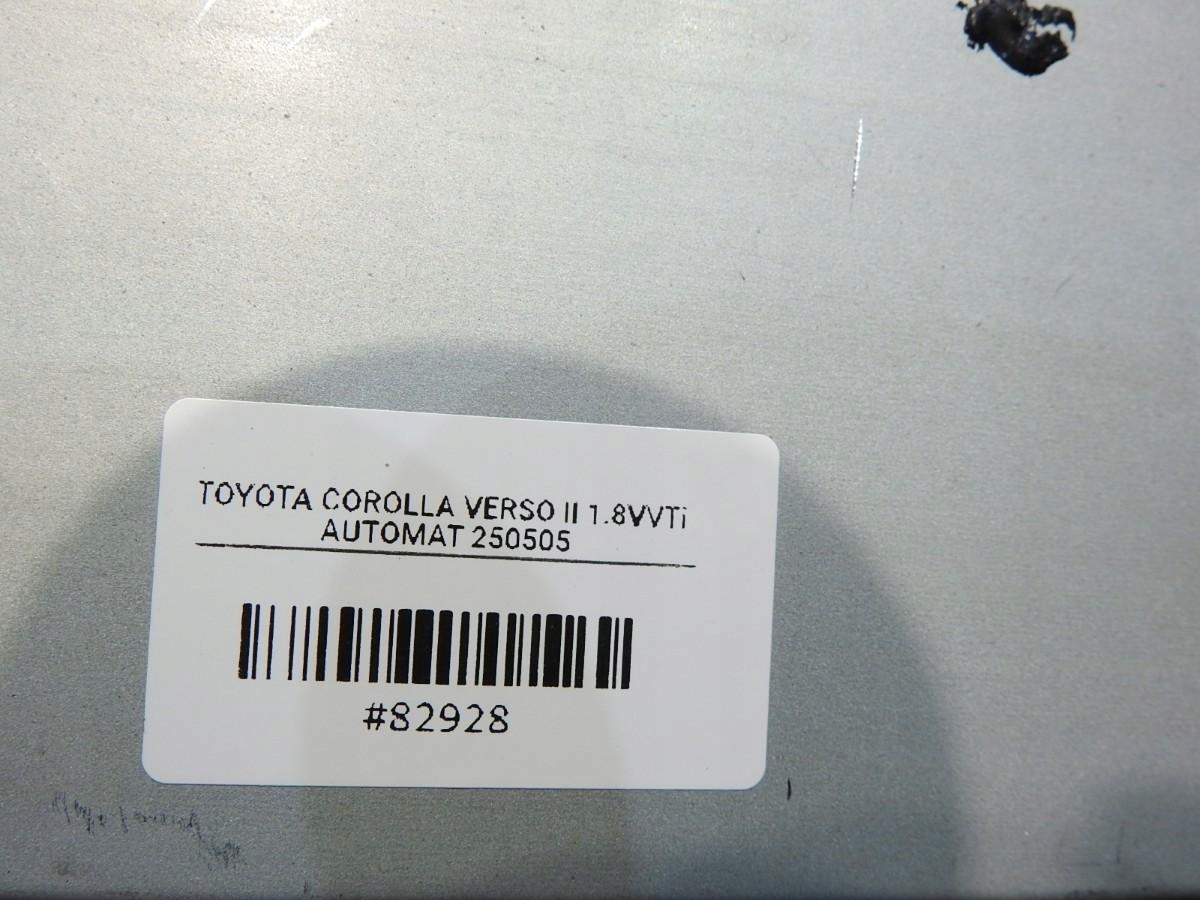 TOYOTA COROLLA VERSO II 1.8VVTi
AUTOMAT 250505
#82928